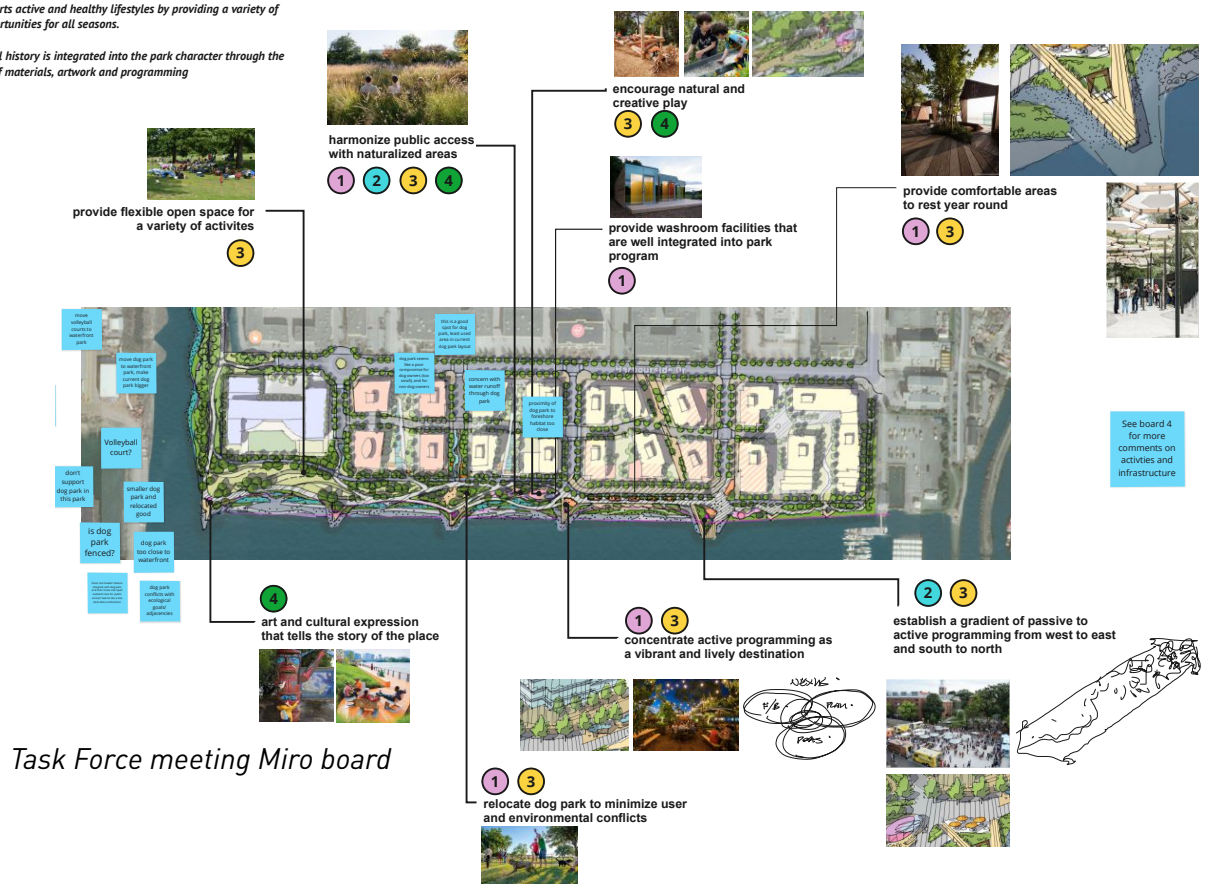 rts active and healthy lifestyles by providing a variety of
ortunities for all seasons.
l history is integrated into the park character through the
f materials, artwork and programming
encourage natural and
creative play
3 4
harmonize public access
with naturalized areas
1 2 3 4
provide flexible open space for
a variety of activites
3
provide washroom facilities that
are well integrated into park
program
1
provide comfortable areas
to rest year round
1 3
move
volleyball
courts to
waterfront
park
move dog park
to waterfront
park, make
current dog
park bigger
this is a good
spot for dog
park, least used
area in current
dog park layout
dog park seems
like a poor
compromise for
dog owners (too
small), and for
non dog owners
concern with
water runoff
through dog
park
proximity of
dog park to
foreshore
habitat too
close
Harbourside Dr
Volleyball
court?
don't
support
dog park in
this park
smaller dog
park and
relocated
good
is dog
park
fenced?
dog park
too close to
waterfront
dog park
conflicts with
ecological
goals/
adjacencies
See board 4
for more
comments on
activties and
infrastructure
4
art and cultural expression
that tells the story of the place
1 3
concentrate active programming as
a vibrant and lively destination
2 3
establish a gradient of passive to
active programming from west to east
and south to north
F/B.
Task Force meeting Miro board
1 3
relocate dog park to minimize user
and environmental conflicts